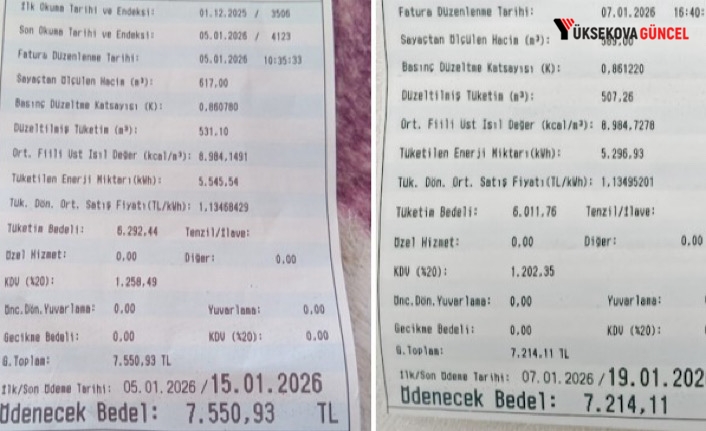 İlk Okuma Tarihi ve Endeksi: 01.12.2025 / 3506
Son Okuma Tarihi ve Endeksi: 05.01.2026 / 4123
Fatura Düzenlenme Tarihi: 05.01.2026 10:35:33
Sayaçtan Ölçülen Hacim (m³): 617,00
Basınç Düzeltme Katsayısı (K): 0,860780
Düzeltilmiş Tüketim (m³): 531,10
Ort. Fiili Üst Isıl Değer (kcal/m³): 8.984,1491
Tüketilen Enerji Miktarı(kWh): 5.545,54
Tük. Dön. Ort. Satış Fiyatı(TL/kWh): 1,13468429
Tüketim Bedeli: 6.292,44 Tenzil/İlave:
Özel Hizmet: 0,00 Diğer: 0,00
KDV (%20): 1.258,49
Önc.Dön.Yuvarlama: 0,00 Yuvarlama: 0,00
Gecikme Bedeli: 0,00 KDV (%20): 0,00
G.Toplam: 7.550,93 TL
İlk/Son Ödeme Tarihi: 05.01.2026 / 15.01.2026
Ödenecek Bedel: 7.550,93 TL
YÜKSEKOVA GÜNCEL
Fatura Düzenlenme Tarihi: 07.01.2026 16:40:
Sayaçtan Ölçülen Hacim (m³): 589,00
Basınç Düzeltme Katsayısı (K): 0,861220
Düzeltilmiş Tüketim (m³): 507,26
Ort. Fiili Üst Isıl Değer (kcal/m³): 8.984,7278
Tüketilen Enerji Miktarı(kWh): 5.296,93
Tük. Dön. Ort. Satış Fiyatı(TL/kWh): 1,13495201
Tüketim Bedeli: 6.011,76 Tenzil/İlave:
Özel Hizmet: 0,00 Diğer: 0,00
KDV (%20): 1.202,35
Önc.Dön.Yuvarlama: 0,00 Yuvarlama:
Gecikme Bedeli: 0,00 KDV (%20):
G.Toplam: 7.214,11 TL
İlk/Son Ödeme Tarihi: 07.01.2026 / 19.01.202
Ödenecek Bedel: 7.214,11